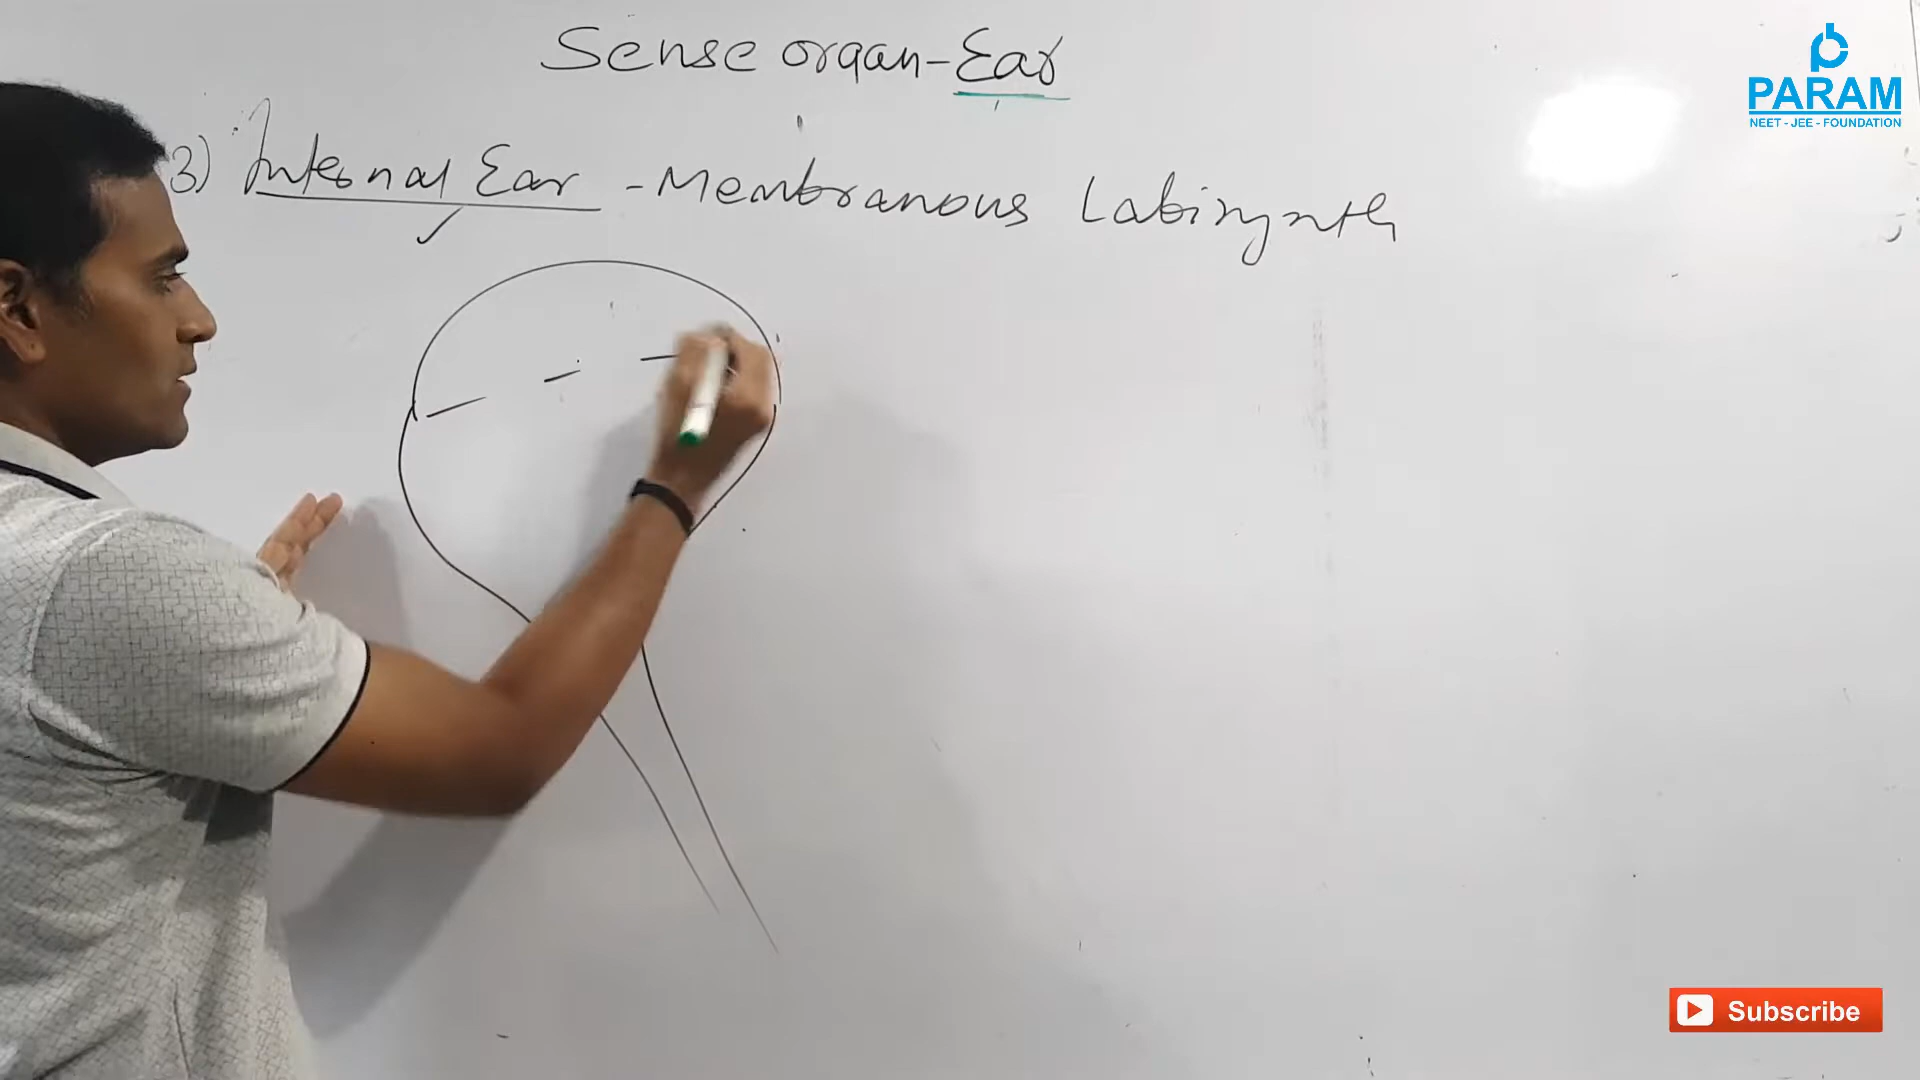 Sense organ-Ear
3) Internal Ear - Membranous Labirynth
PARAM
NEET - JEE - FOUNDATION
Subscribe